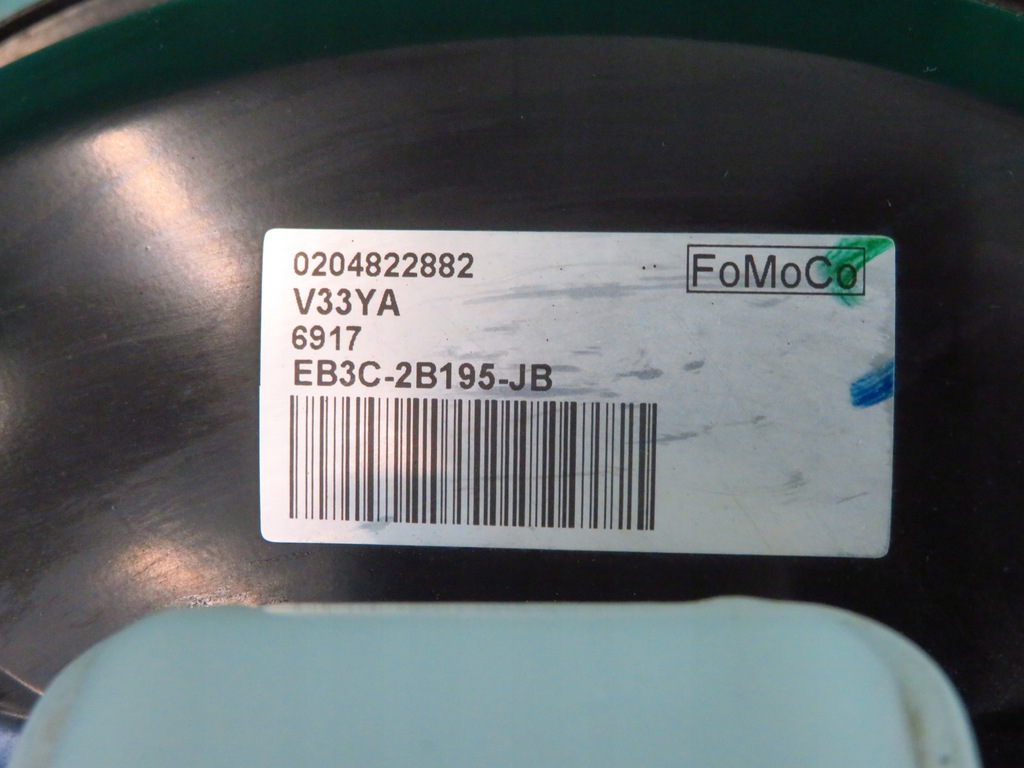 0204822882
FoMoCo
V33YA
6917
EB3C-2B195-JB